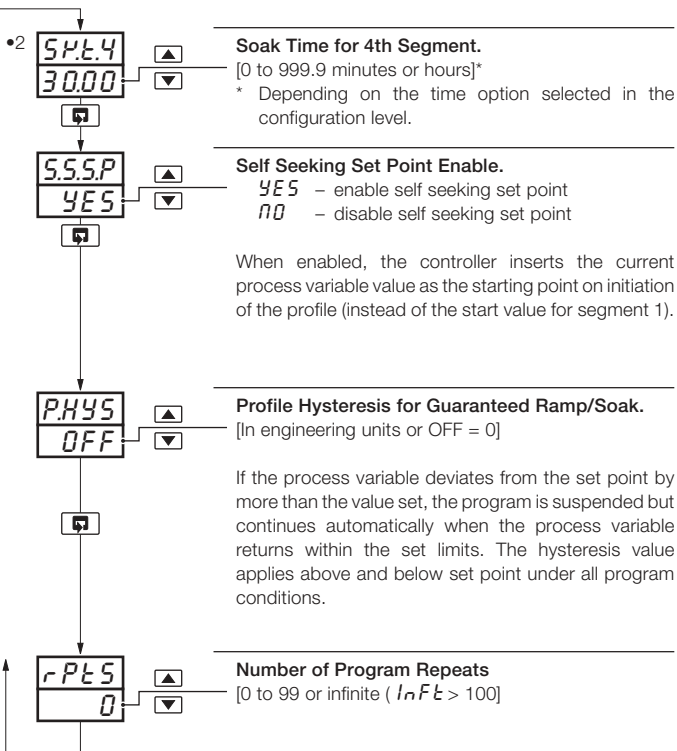 •2
SK.t.4
30.00
Soak Time for 4th Segment.
[0 to 999.9 minutes or hours]*
* Depending on the time option selected in the
configuration level.
S.S.S.P
YES
Self Seeking Set Point Enable.
YES – enable self seeking set point
NO – disable self seeking set point
When enabled, the controller inserts the current
process variable value as the starting point on initiation
of the profile (instead of the start value for segment 1).
P.HYS
OFF
Profile Hysteresis for Guaranteed Ramp/Soak.
[In engineering units or OFF = 0]
If the process variable deviates from the set point by
more than the value set, the program is suspended but
continues automatically when the process variable
returns within the set limits. The hysteresis value
applies above and below set point under all program
conditions.
rPtS
0
Number of Program Repeats
[0 to 99 or infinite ( InFt > 100]